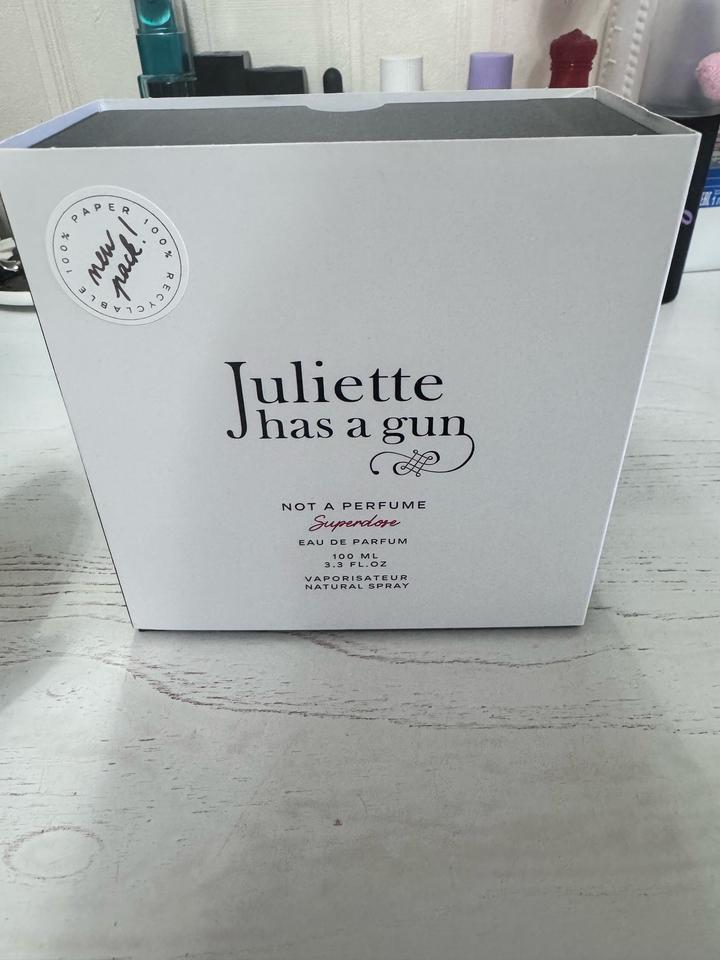 100% PAPER 100% RECYCLABLE
new
pack!
Juliette
has a gun
NOT A PERFUME
Superdose
EAU DE PARFUM
100 ML
3.3 FL.OZ
VAPORISATEUR
NATURAL SPRAY